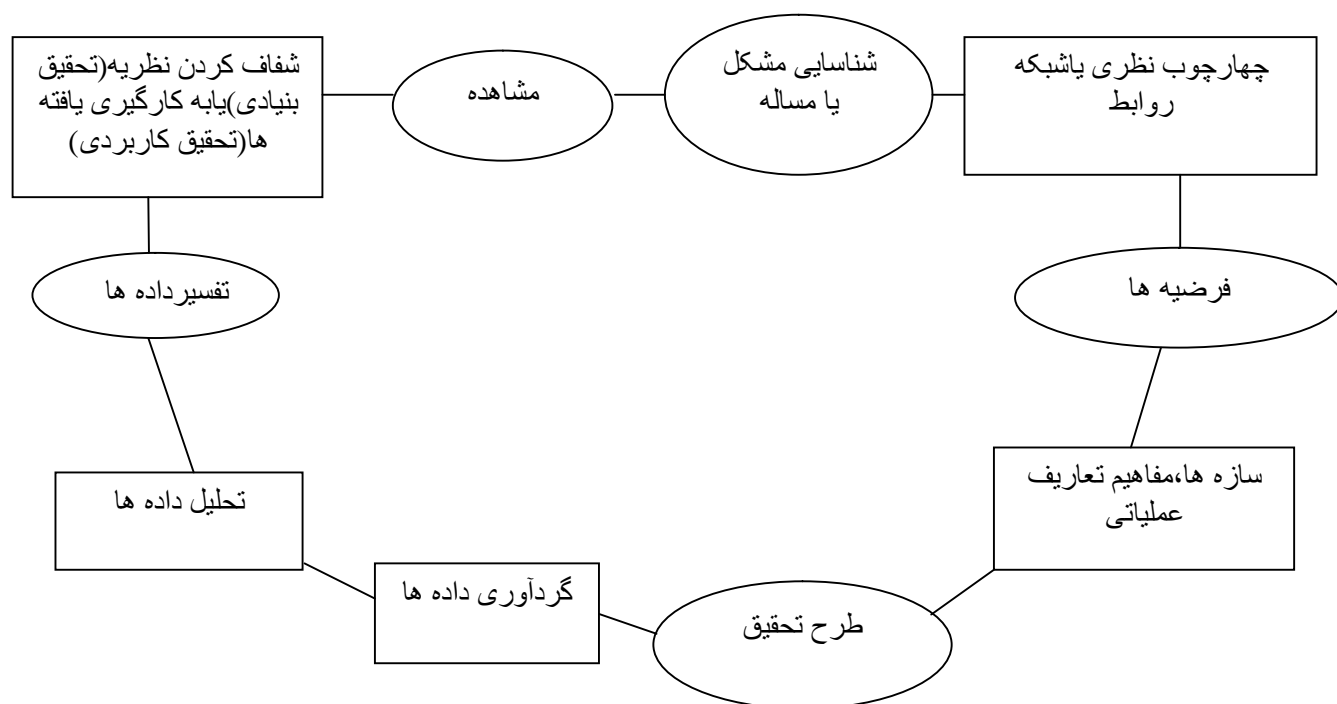 چهارچوب نظری یاشبکه
روابط
شناسایی مشکل
یا مساله
مشاهده
شفاف کردن نظریه(تحقیق
بنیادی)یابه کارگیری یافته
ها(تحقیق کاربردی)
فرضیه ها
تفسیرداده ها
سازه ها،مفاهیم تعاریف
عملیاتی
تحلیل داده ها
گردآوری داده ها
طرح تحقیق